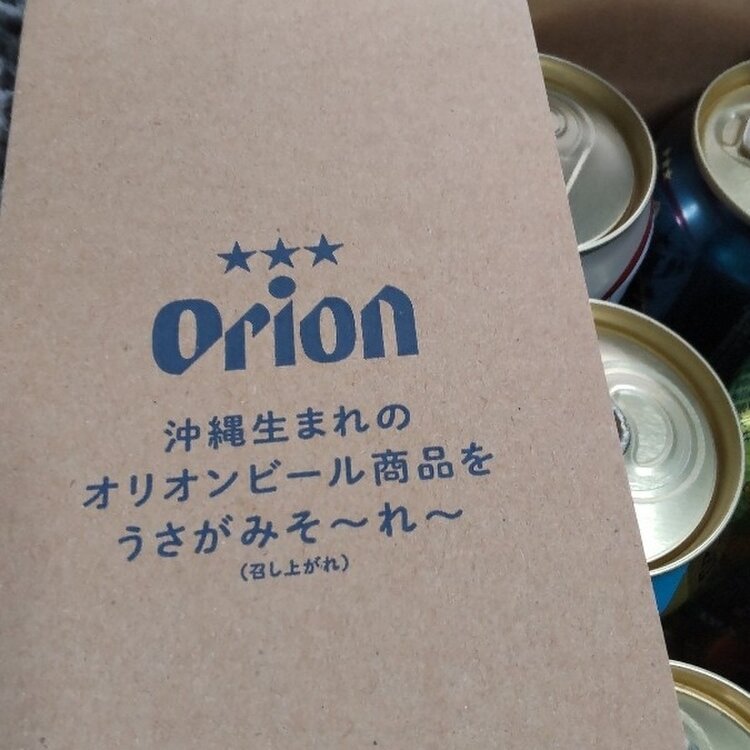 ★★★
orion
沖縄生まれの
オリオンビール商品を
うさがみそ〜れ〜
(召し上がれ)